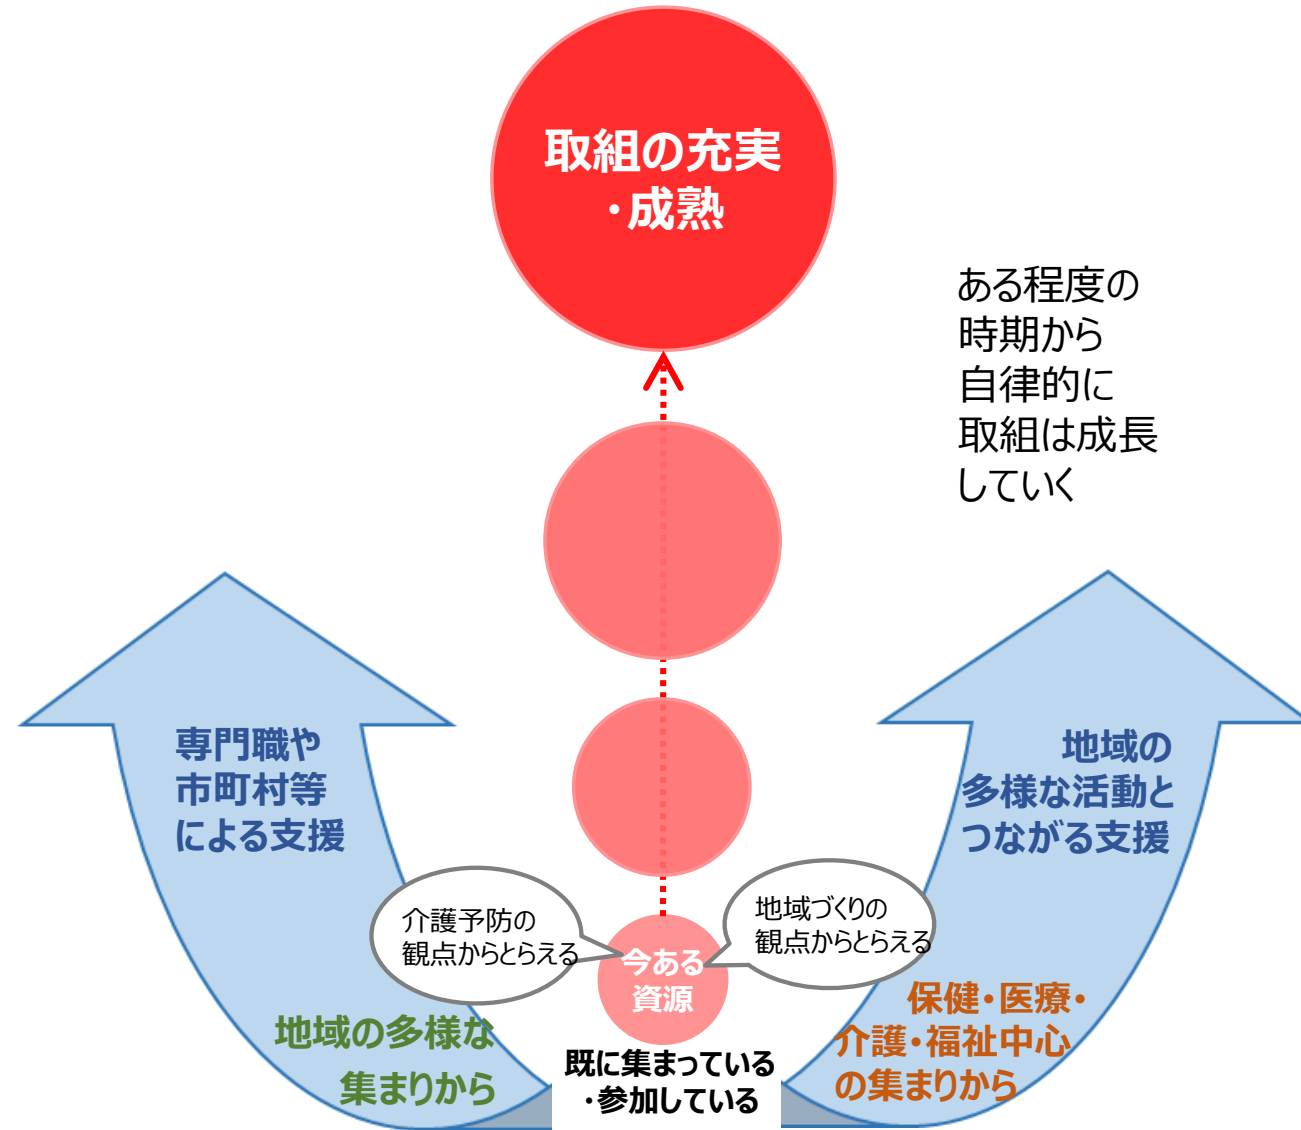 取組の充実
・成熟
ある程度の
時期から
自律的に
取組は成長
していく
専門職や
市町村等
による支援
地域の
多様な活動と
つながる支援
介護予防の
観点からとらえる
地域づくりの
観点からとらえる
今ある
資源
地域の多様な
集まりから
既に集まっている
・参加している
保健・医療・
介護・福祉中心
の集まりから